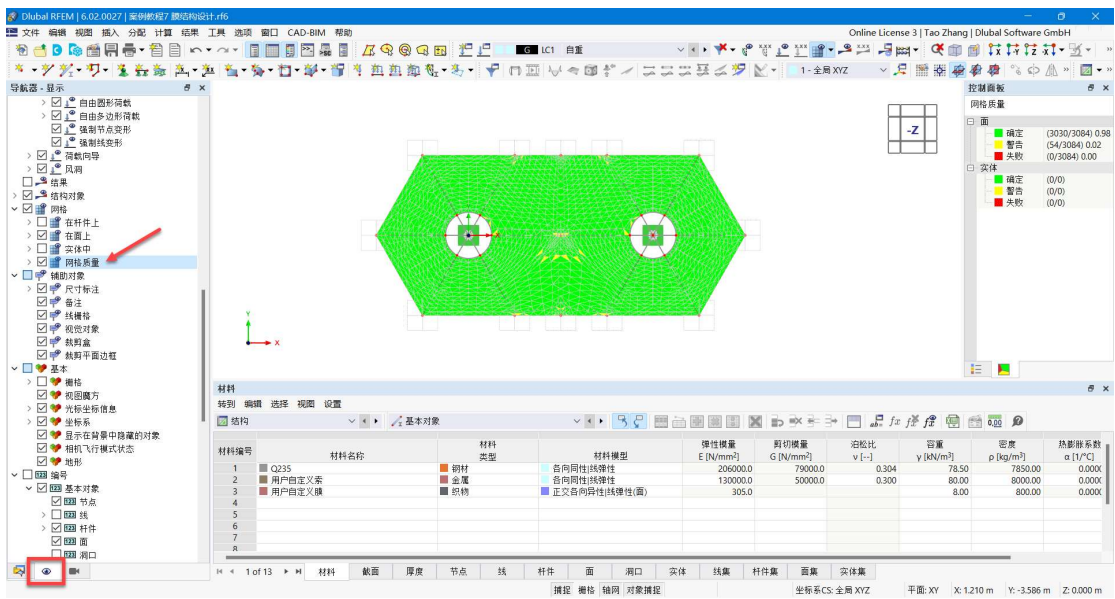 Dlubal RFEM | 6.02.0027 | 案例教程7 膜结构设计.rf6
文件 编辑 视图 插入 分配 计算 结果 工具 选项 窗口 CAD-BIM 帮助
Online License 3 | Tao Zhang | Dlubal Software GmbH
G LC1 自重
1 - 全局 XYZ
导航器 - 显示
自由圆形荷载
自由多边形荷载
强制节点变形
强制线变形
荷载向导
风洞
结果
结构对象
网格
在杆件上
在面上
实体中
网格质量
辅助对象
尺寸标注
备注
线栅格
视觉对象
裁剪盒
裁剪平面边框
基本
栅格
视图魔方
光标坐标信息
坐标系
显示在背景中隐藏的对象
相机飞行模式状态
地形
编号
基本对象
节点
线
杆件
面
洞口
-Z
Y
X
控制面板
网格质量
面
确定 (3030/3084) 0.98
警告 (54/3084) 0.02
失败 (0/3084) 0.00
实体
确定 (0/0)
警告 (0/0)
失败 (0/0)
材料
转到 编辑 选择 视图 设置
结构 基本对象
材料编号 材料名称 材料类型 材料模型 弹性模量 E [N/mm²] 剪切模量 G [N/mm²] 泊松比 ν [--] 容重 γ [kN/m³] 密度 ρ [kg/m³] 热膨胀系数 α [1/°C]
1 Q235 钢材 各向同性|线弹性 206000.0 79000.0 0.304 78.50 7850.00 0.000
2 用户自定义索 金属 各向同性|线弹性 130000.0 50000.0 0.300 80.00 8000.00 0.000
3 用户自定义膜 织物 正交各向异性|线弹性(面) 305.0 8.00 800.00 0.000
4
5
6
7
8
1 of 13 材料 截面 厚度 节点 线 杆件 面 洞口 实体 线集 杆件集 面集 实体集
捕捉 栅格 轴网 对象捕捉 坐标系CS: 全局 XYZ 平面: XY X: 1.210 m Y: -3.586 m Z: 0.000 m